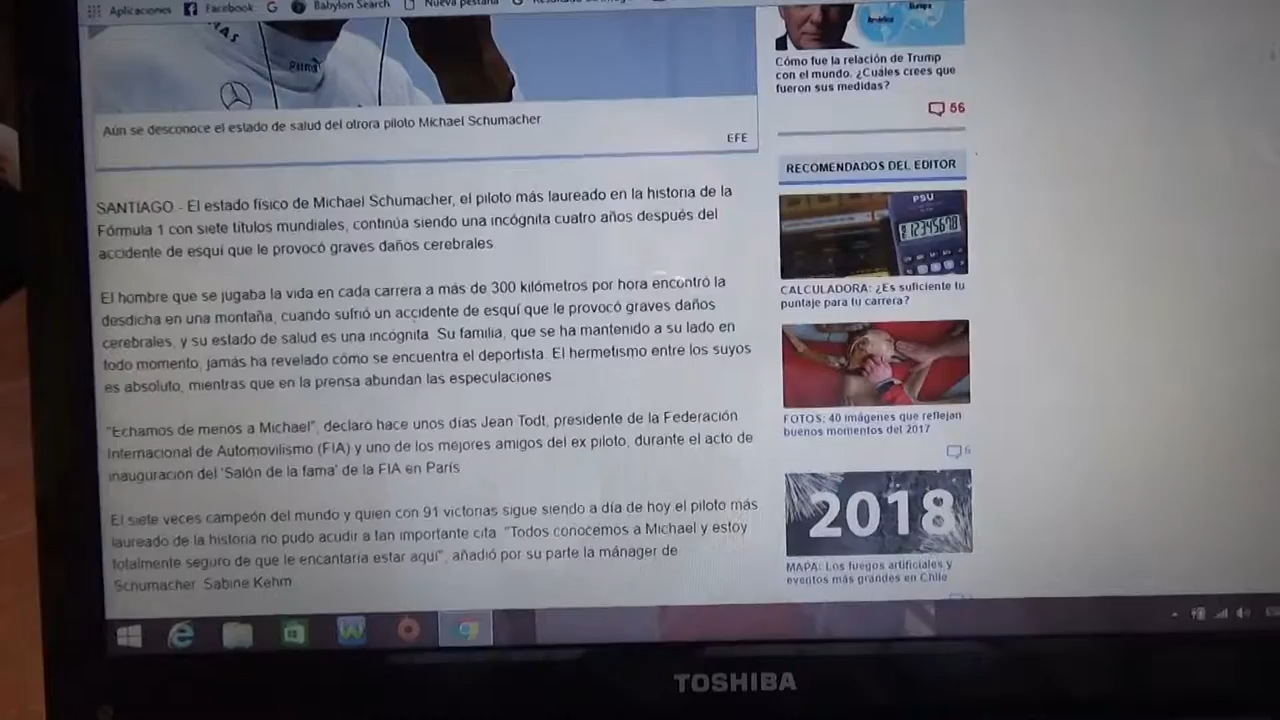 Aplicaciones Facebook G Babylon Search Nueva pestaña G
Puma
Aún se desconoce el estado de salud del otrora piloto Michael Schumacher
EFE
SANTIAGO - El estado físico de Michael Schumacher, el piloto más laureado en la historia de la
Fórmula 1 con siete títulos mundiales, continúa siendo una incógnita cuatro años después del
accidente de esquí que le provocó graves daños cerebrales.
El hombre que se jugaba la vida en cada carrera a más de 300 kilómetros por hora encontró la
desdicha en una montaña, cuando sufrió un accidente de esquí que le provocó graves daños
cerebrales, y su estado de salud es una incógnita. Su familia, que se ha mantenido a su lado en
todo momento, jamás ha revelado cómo se encuentra el deportista. El hermetismo entre los suyos
es absoluto, mientras que en la prensa abundan las especulaciones
"Echamos de menos a Michael", declaró hace unos días Jean Todt, presidente de la Federación
Internacional de Automovilismo (FIA) y uno de los mejores amigos del ex piloto, durante el acto de
inauguración del 'Salón de la fama' de la FIA en París
El siete veces campeón del mundo y quien con 91 victorias sigue siendo a día de hoy el piloto más
laureado de la historia no pudo acudir a tan importante cita. "Todos conocemos a Michael y estoy
totalmente seguro de que le encantaría estar aquí", añadió por su parte la mánager de
Schumacher, Sabine Kehm
América Europa
Cómo fue la relación de Trump
con el mundo. ¿Cuáles crees que
fueron sus medidas?
56
RECOMENDADOS DEL EDITOR
PSU
12345678
CALCULADORA: ¿Es suficiente tu
puntaje para tu carrera?
FOTOS: 40 imágenes que reflejan
buenos momentos del 2017
6
2018
MAPA: Los fuegos artificiales y
eventos más grandes en Chile
TOSHIBA